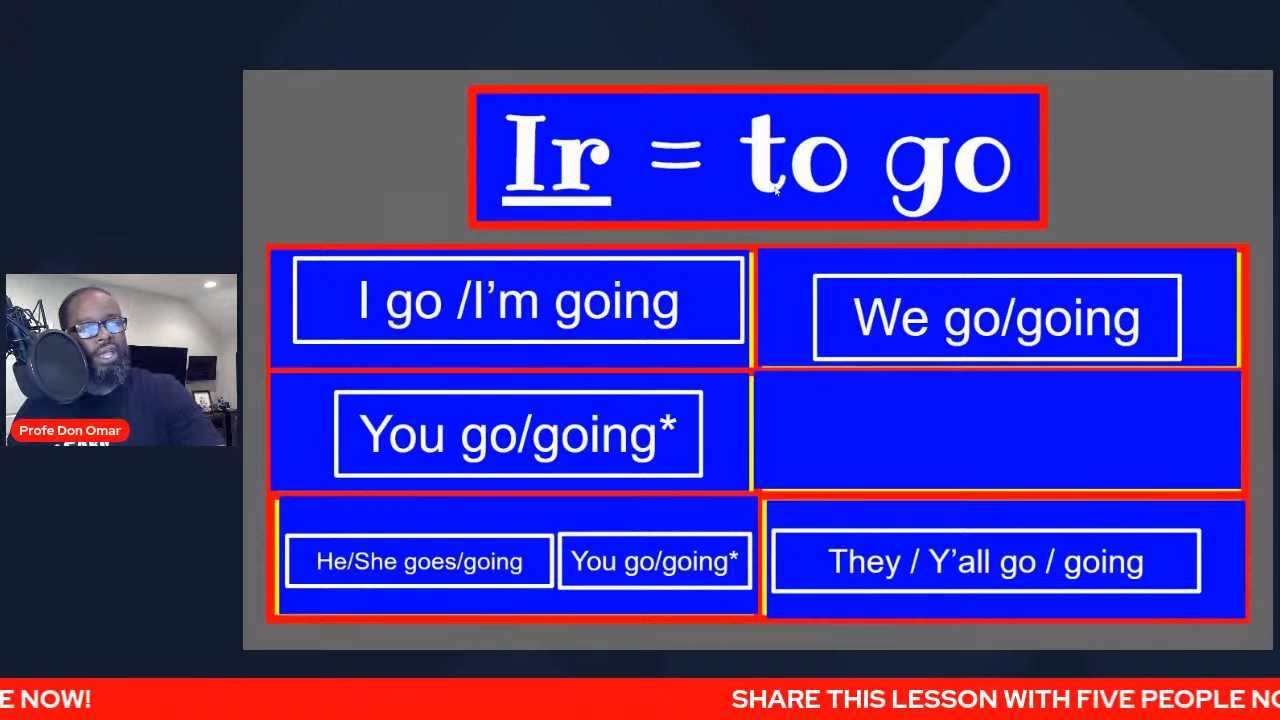 Ir = to go
I go /I'm going
We go/going
You go/going*
He/She goes/going
You go/going*
They / Y'all go / going
Profe Don Omar
E NOW!
SHARE THIS LESSON WITH FIVE PEOPLE NO